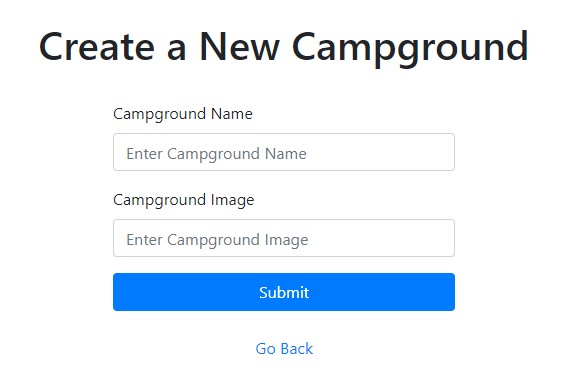 Create a New Campground
Campground Name
Enter Campground Name
Campground Image
Enter Campground Image
Submit
Go Back